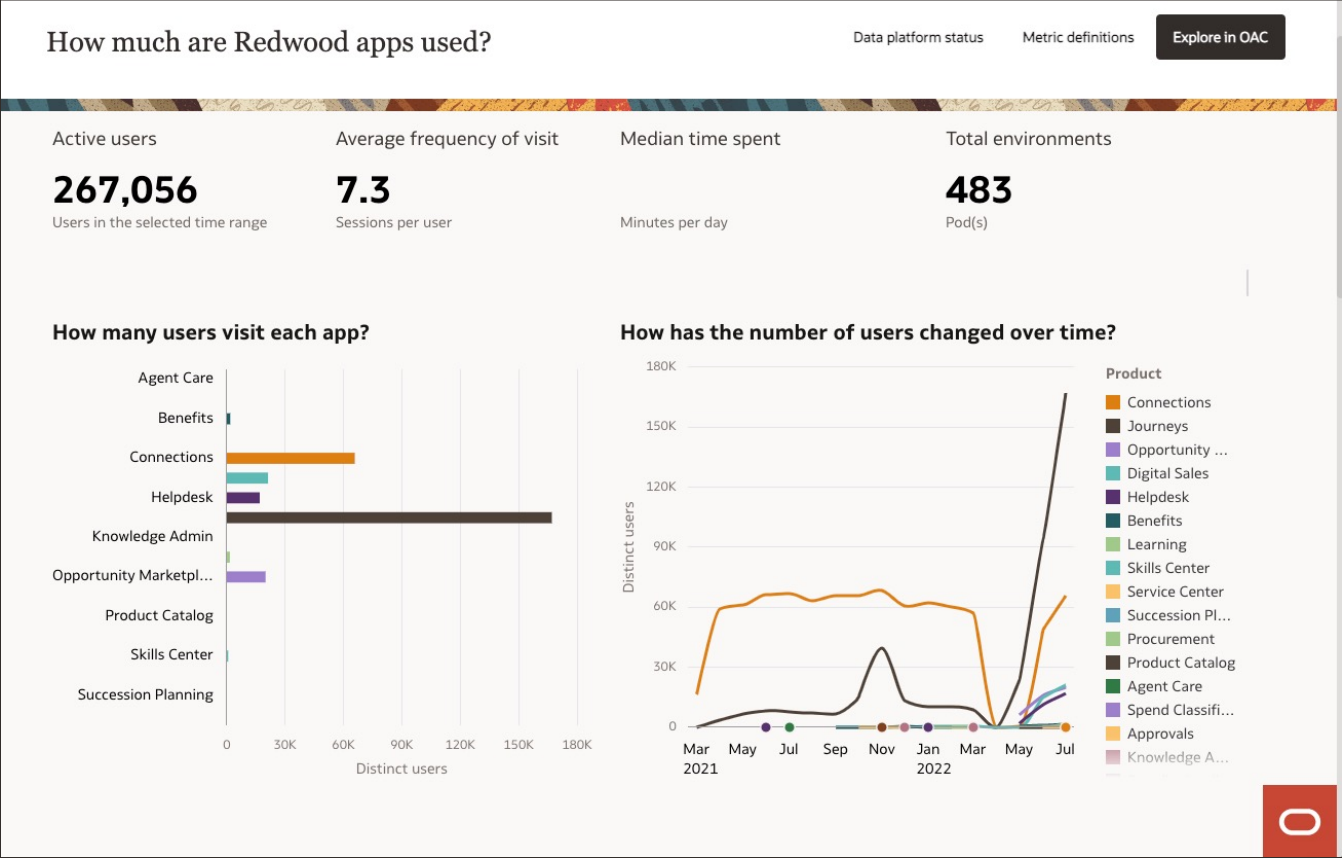 How much are Redwood apps used?
Data platform status
Metric definitions
Explore in OAC
Active users
267,056
Users in the selected time range
Average frequency of visit
7.3
Sessions per user
Median time spent
Minutes per day
Total environments
483
Pod(s)
How many users visit each app?
Agent Care
Benefits
Connections
Helpdesk
Knowledge Admin
Opportunity Marketpl...
Product Catalog
Skills Center
Succession Planning
0 30K 60K 90K 120K 150K 180K
Distinct users
How has the number of users changed over time?
180K
150K
120K
90K
60K
30K
0
Distinct users
Mar May Jul Sep Nov Jan Mar May Jul
2021 2022
Product
Connections
Journeys
Opportunity ...
Digital Sales
Helpdesk
Benefits
Learning
Skills Center
Service Center
Succession Pl...
Procurement
Product Catalog
Agent Care
Spend Classifi...
Approvals
Knowledge A...